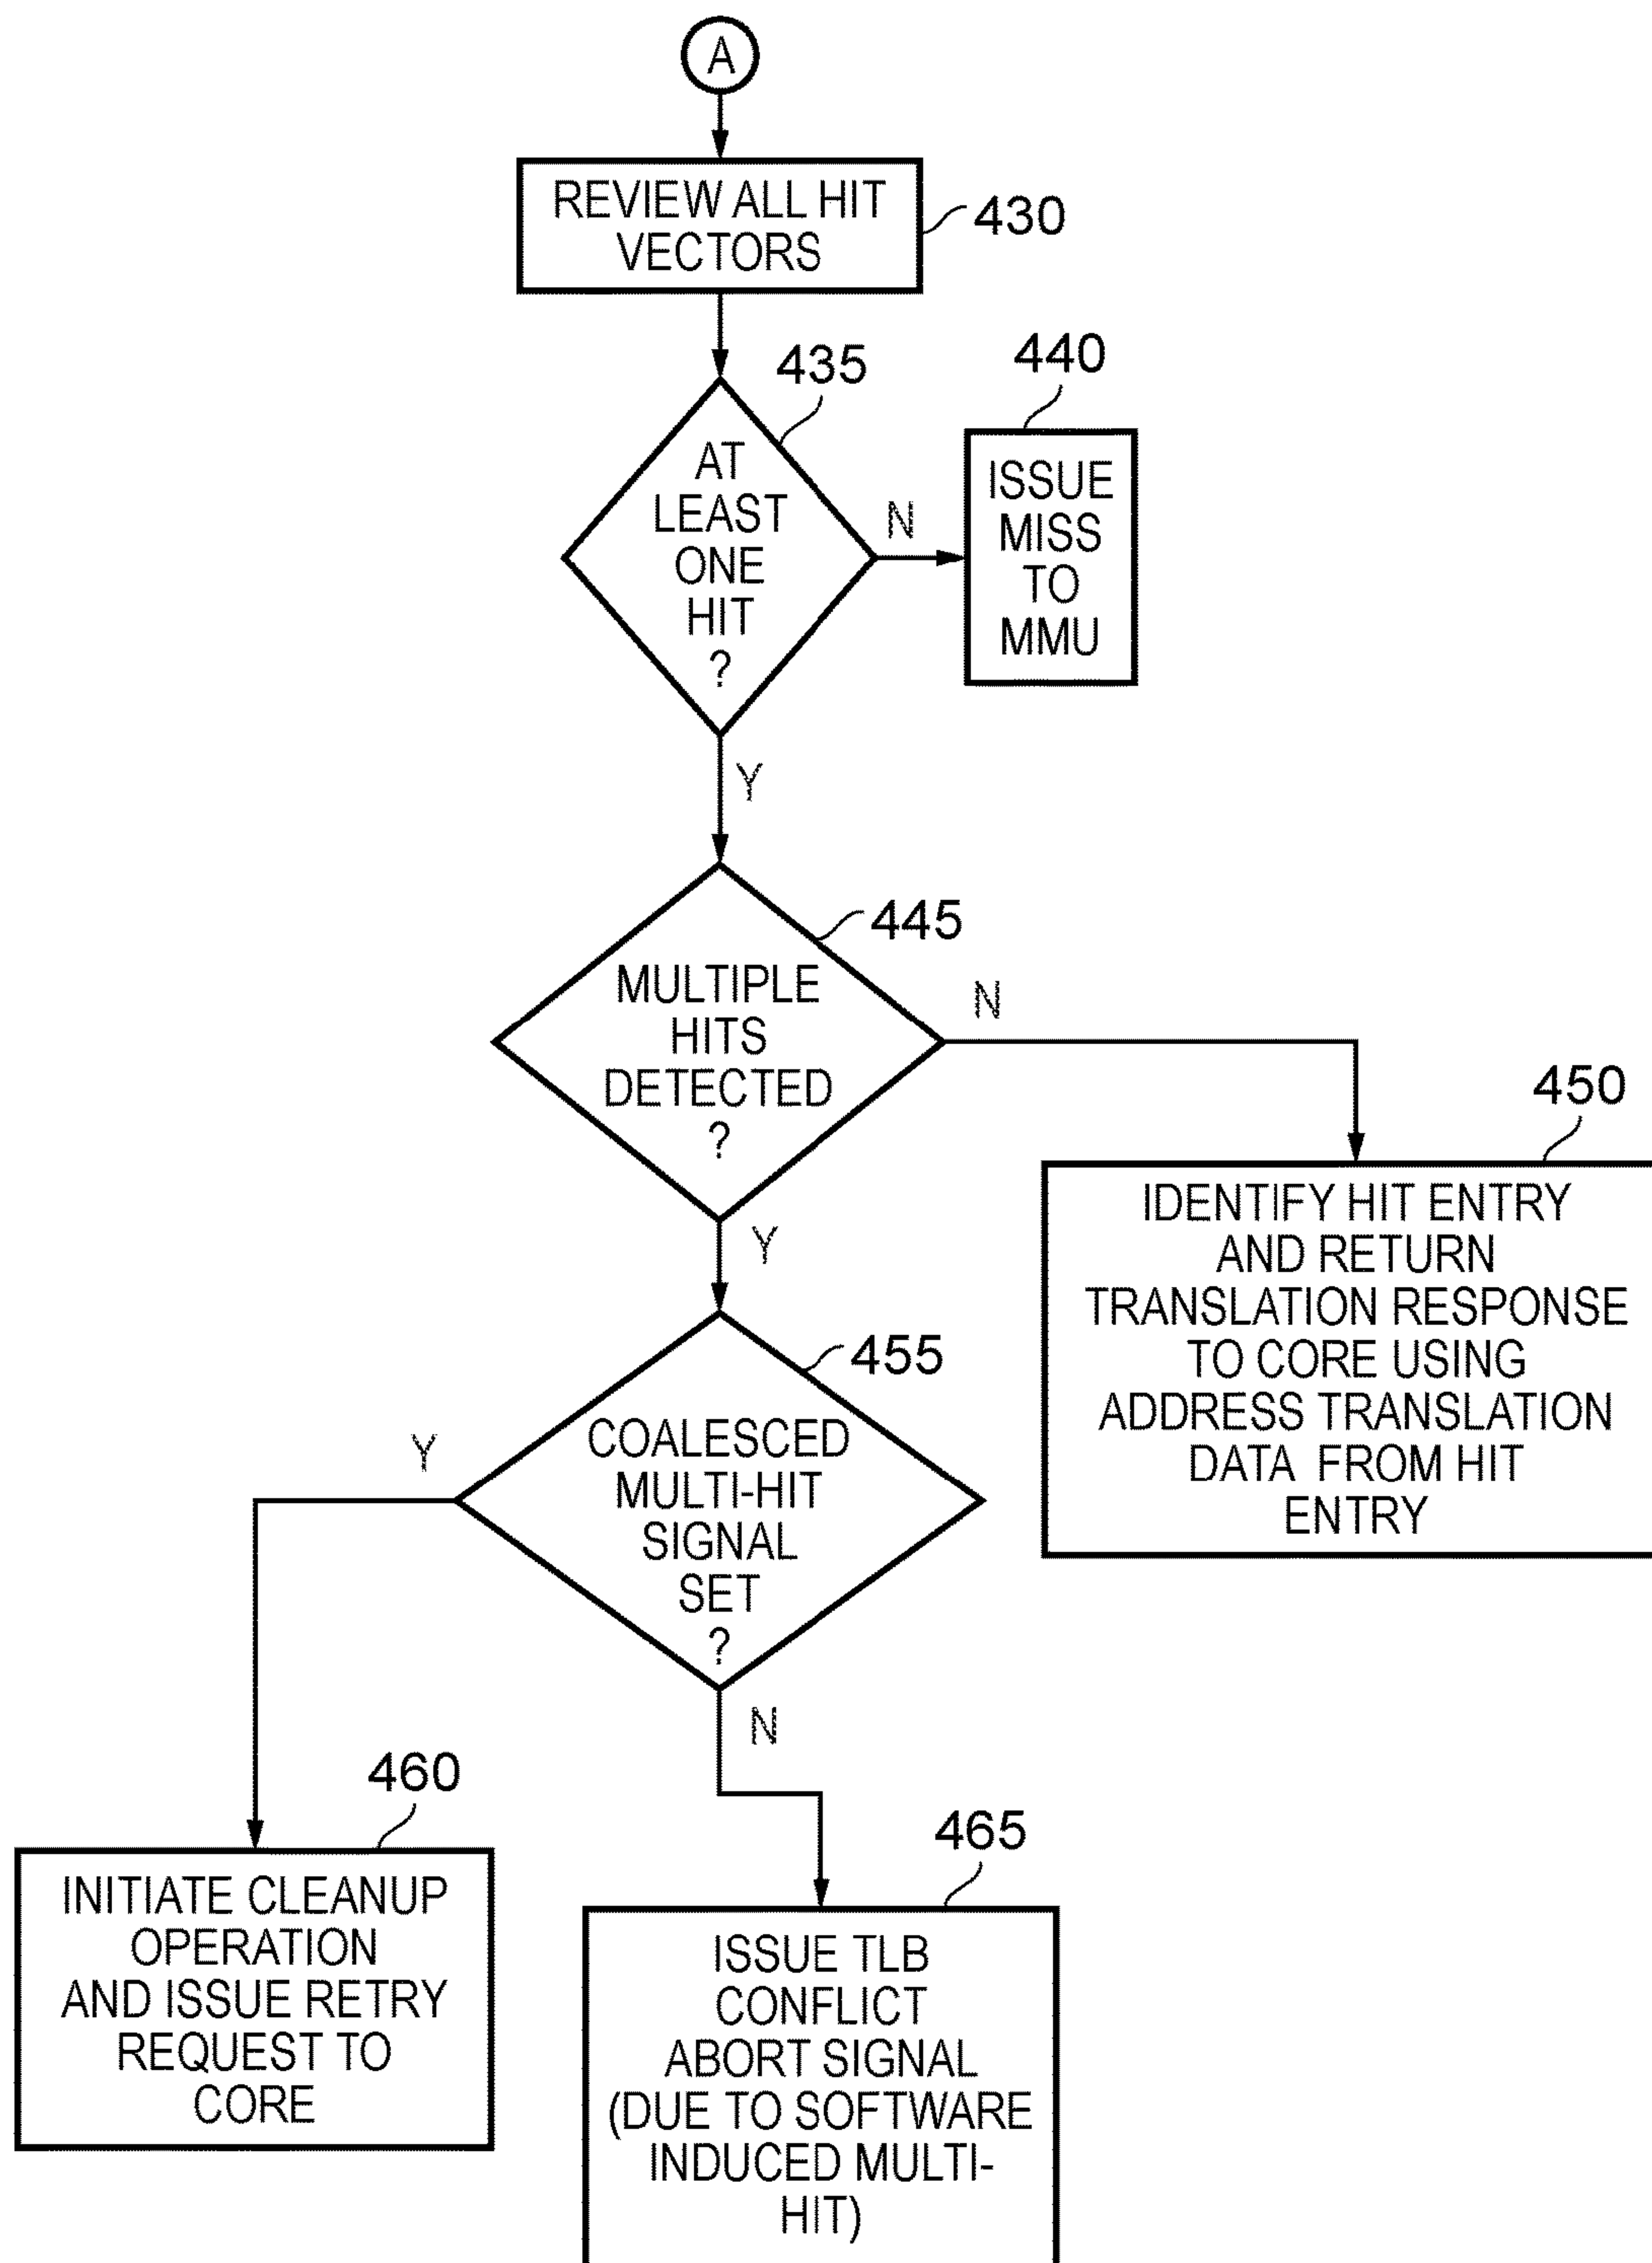 A
REVIEW ALL HIT
VECTORS
430
435
AT
LEAST
ONE
HIT
?
N
440
ISSUE
MISS
TO
MMU
Y
445
MULTIPLE
HITS
DETECTED
?
N
450
IDENTIFY HIT ENTRY
AND RETURN
TRANSLATION RESPONSE
TO CORE USING
ADDRESS TRANSLATION
DATA FROM HIT
ENTRY
Y
455
COALESCED
MULTI-HIT
SIGNAL
SET
?
Y
460
INITIATE CLEANUP
OPERATION
AND ISSUE RETRY
REQUEST TO
CORE
N
465
ISSUE TLB
CONFLICT
ABORT SIGNAL
(DUE TO SOFTWARE
INDUCED MULTI-
HIT)